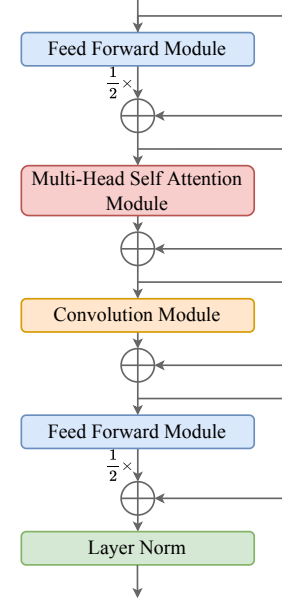 Feed Forward Module
1/2 ×
Multi-Head Self Attention
Module
Convolution Module
Feed Forward Module
1/2 ×
Layer Norm